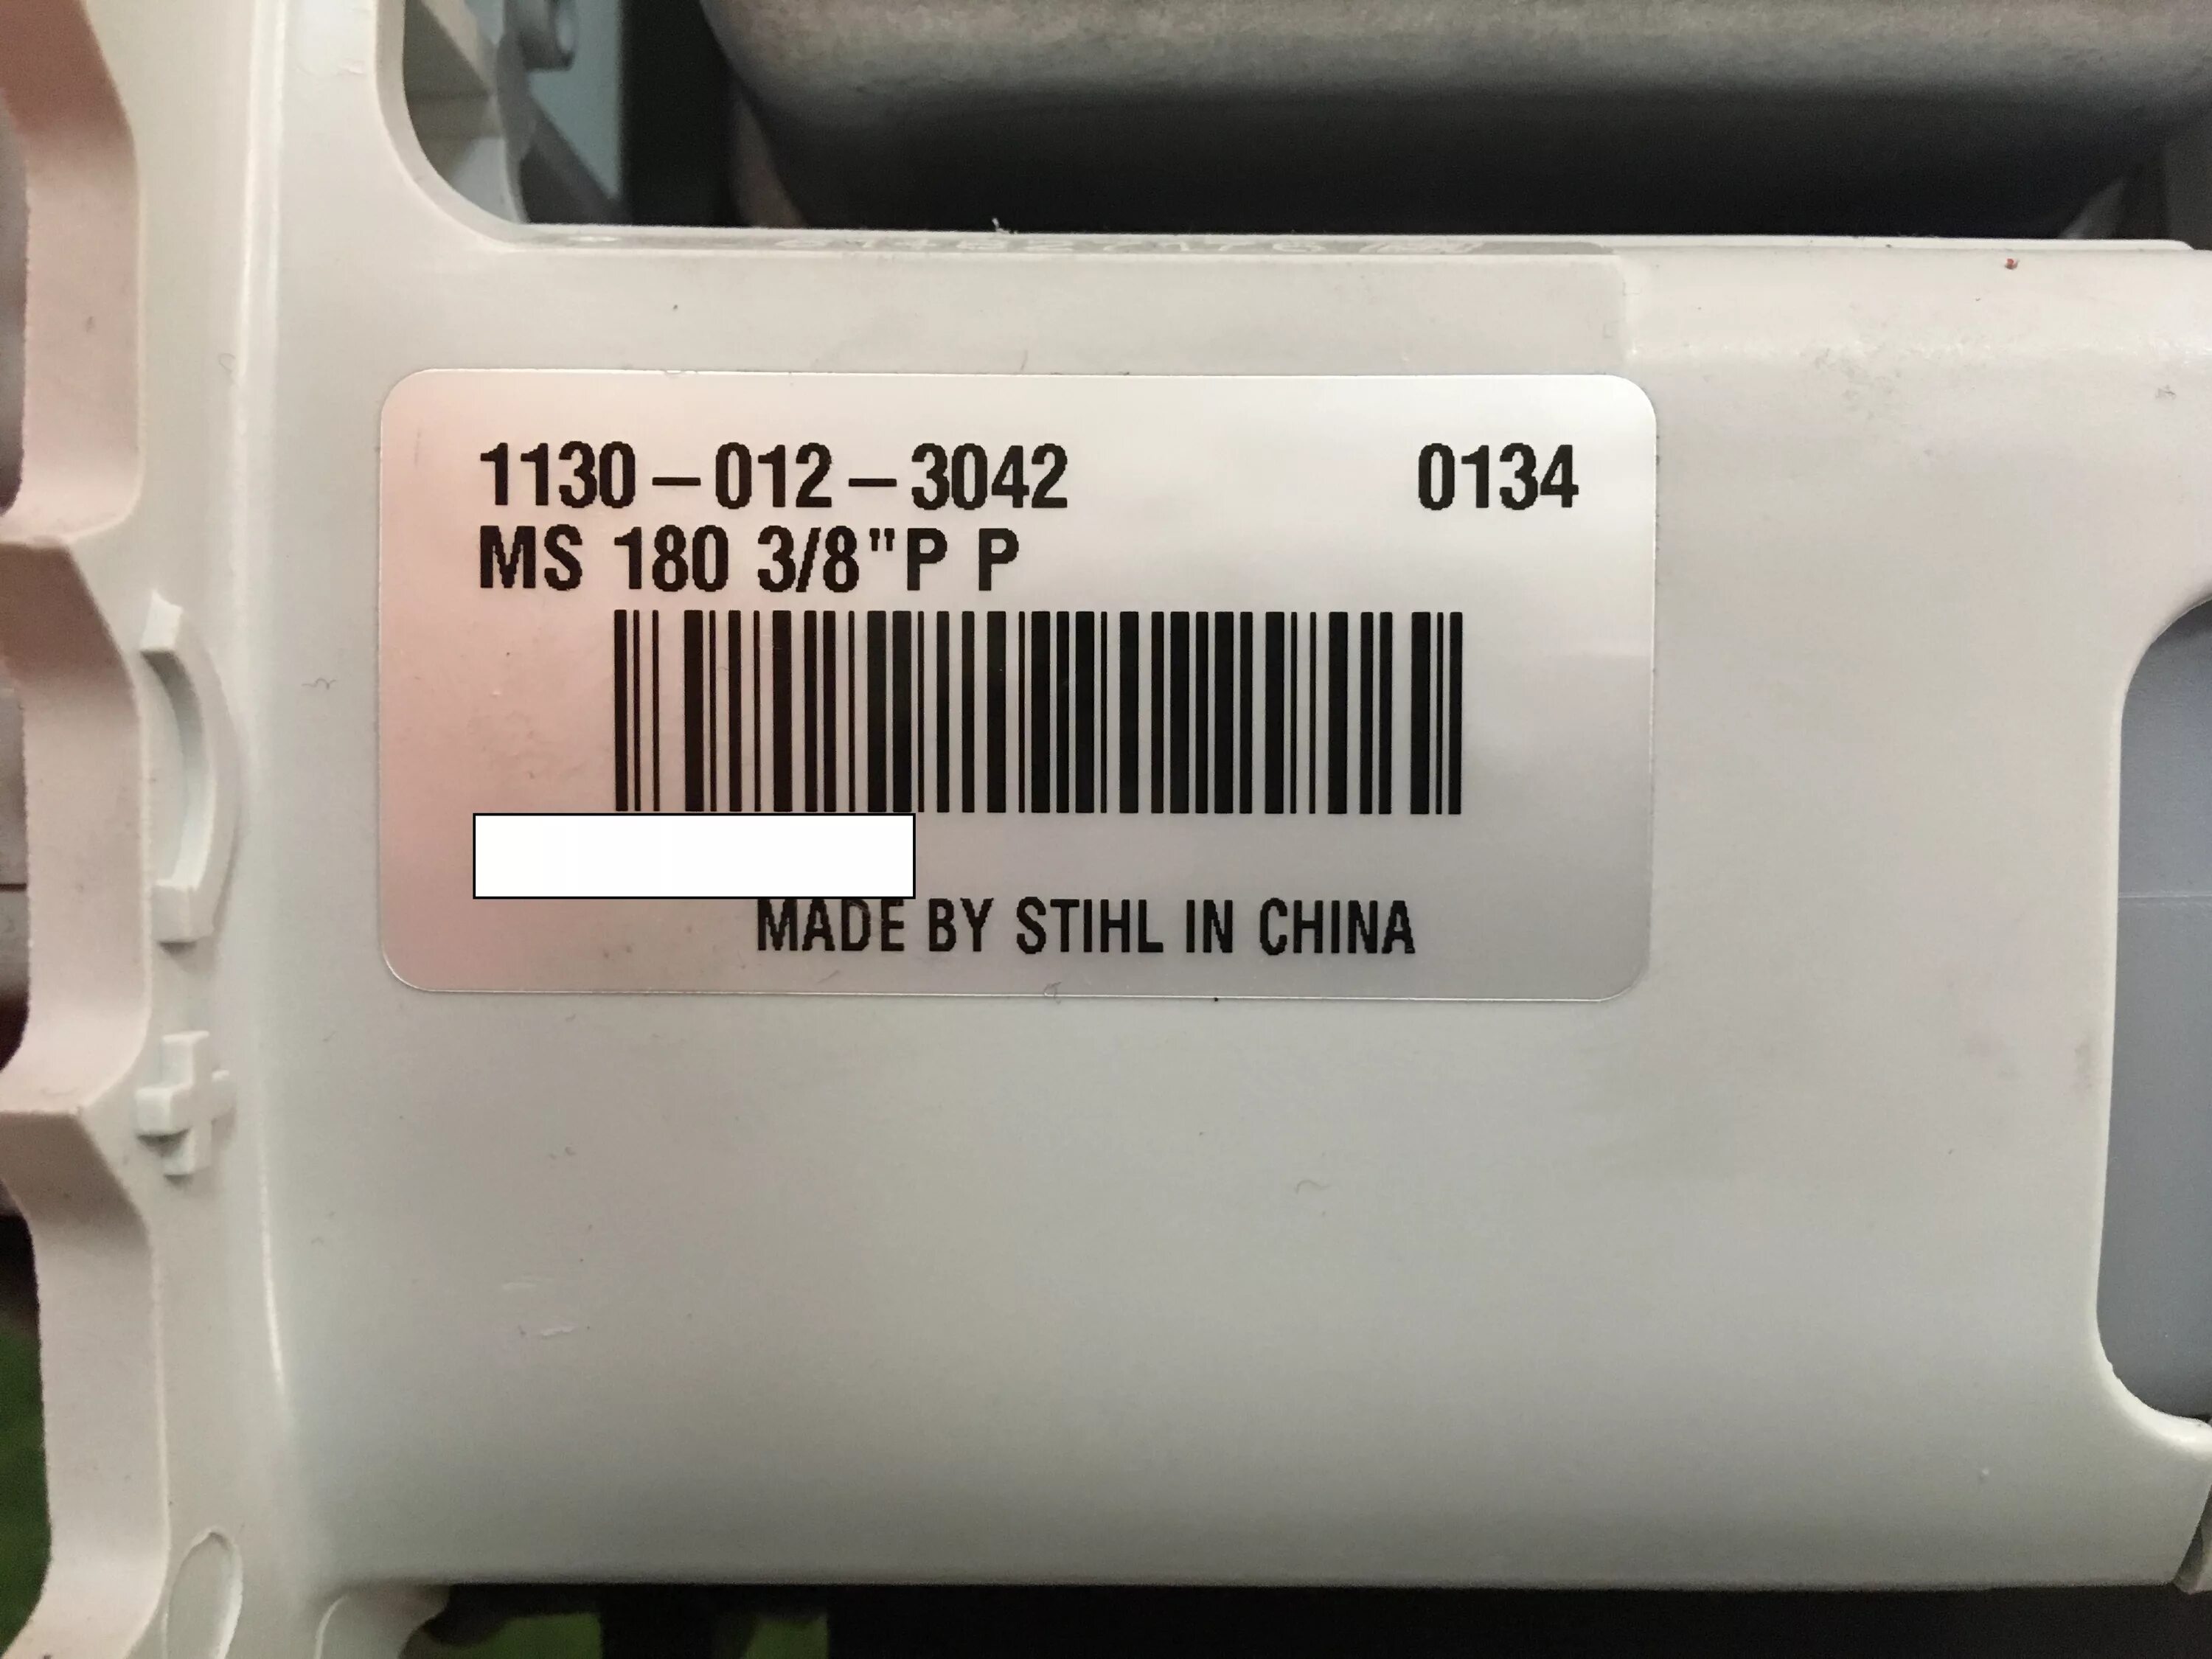 1130-012-3042 0134
MS 180 3/8"P P
MADE BY STIHL IN CHINA